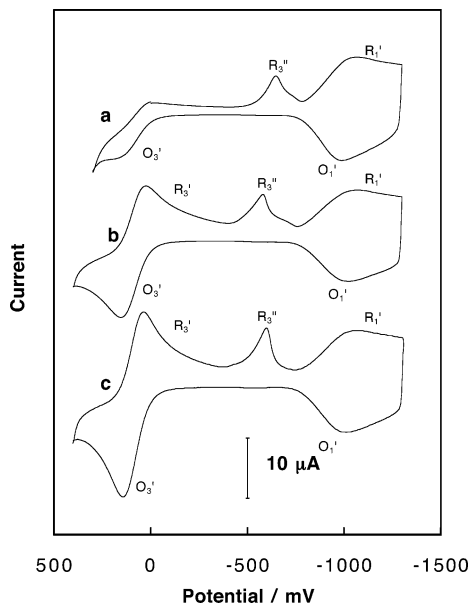 R3''
R1'
a
O3'
O1'
R3'
R3''
R1'
b
O3'
O1'
R3'
R3''
R1'
c
O3'
O1'
10 μA
Current
500 0 -500 -1000 -1500
Potential / mV